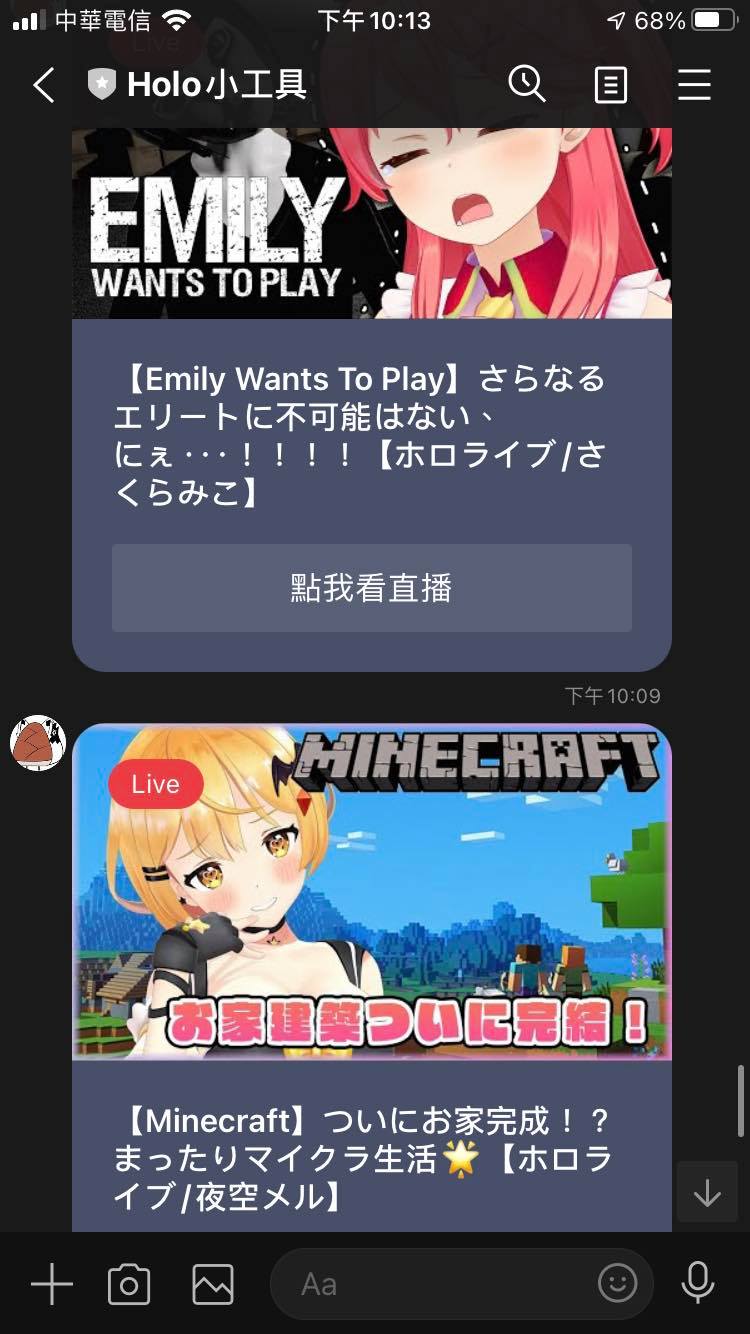 中華電信
下午10:13
68%
Live
Holo小工具
EMILY
WANTS TO PLAY
【Emily Wants To Play】さらなる
エリートに不可能はない、
にぇ･･･！！！！【ホロライブ/さ
くらみこ】
點我看直播
下午10:09
Live
MINECRAFT
お家建築ついに完結！
【Minecraft】ついにお家完成！？
まったりマイクラ生活🌟【ホロラ
イブ/夜空メル】
Aa